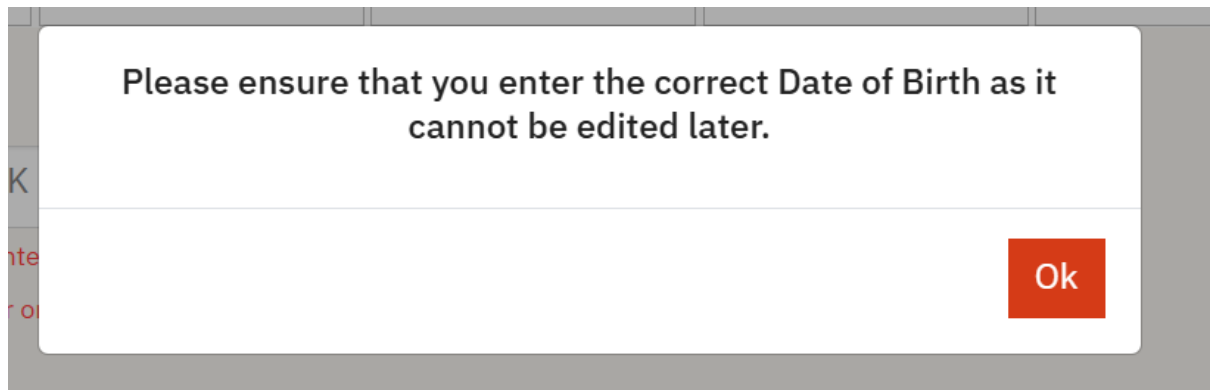 Please ensure that you enter the correct Date of Birth as it
cannot be edited later.
K
Ok